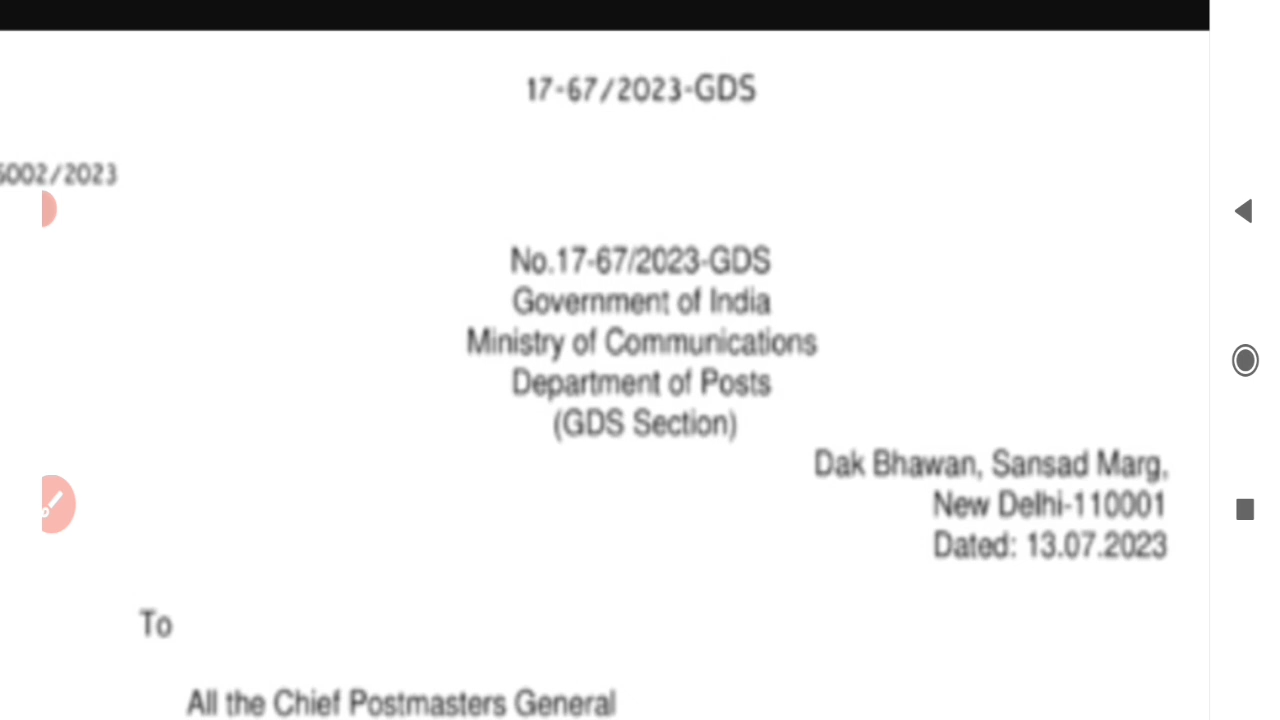 17-67/2023-GDS
6002/2023
No.17-67/2023-GDS
Government of India
Ministry of Communications
Department of Posts
(GDS Section)
Dak Bhawan, Sansad Marg,
New Delhi-110001
Dated: 13.07.2023
To
All the Chief Postmasters General